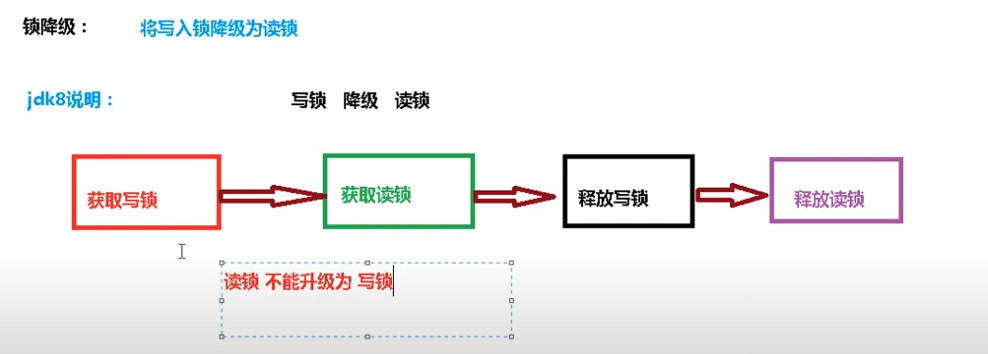 锁降级： 将写入锁降级为读锁
jdk8说明： 写锁 降级 读锁
获取写锁 获取读锁 释放写锁 释放读锁
读锁 不能升级为 写锁